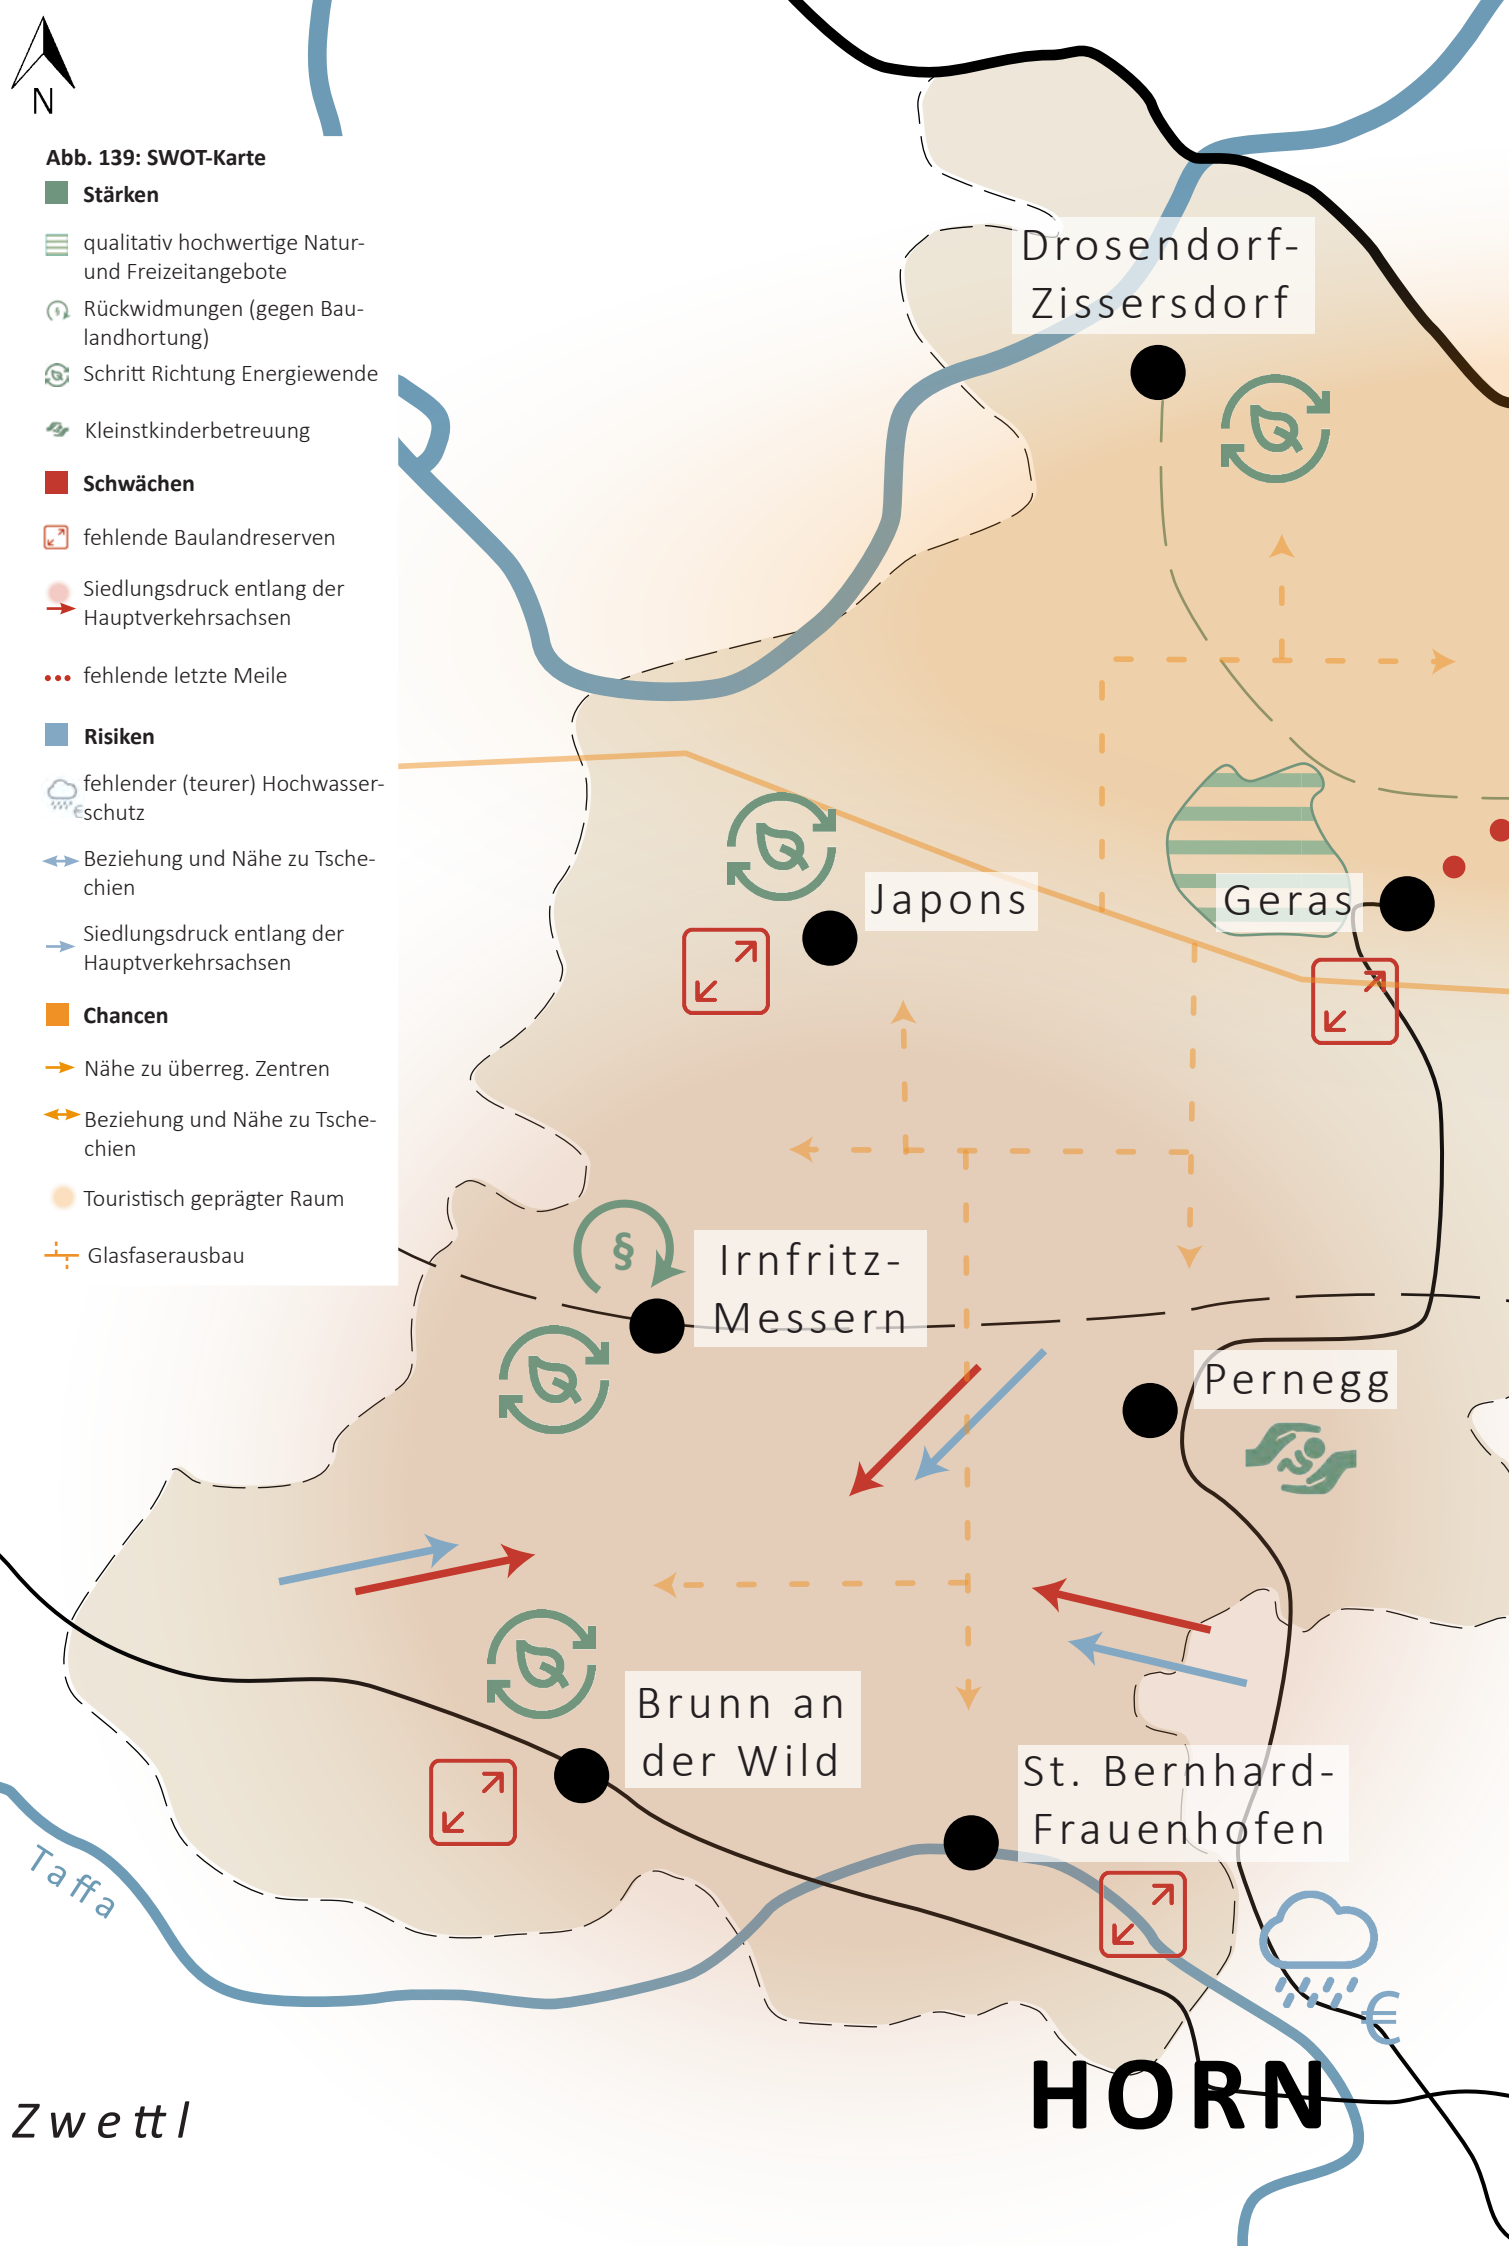 N
Abb. 139: SWOT-Karte
Stärken
qualitativ hochwertige Natur-
und Freizeitangebote
Rückwidmungen (gegen Bau-
landhortung)
Schritt Richtung Energiewende
Kleinstkinderbetreuung
Schwächen
fehlende Baulandreserven
Siedlungsdruck entlang der
Hauptverkehrsachsen
fehlende letzte Meile
Risiken
fehlender (teurer) Hochwasser-
€schutz
Beziehung und Nähe zu Tsche-
chien
Siedlungsdruck entlang der
Hauptverkehrsachsen
Chancen
Nähe zu überreg. Zentren
Beziehung und Nähe zu Tsche-
chien
Touristisch geprägter Raum
Glasfaserausbau
Drosendorf-
Zissersdorf
Japons
Geras
§
Irnfritz-
Messern
Pernegg
Brunn an
der Wild
St. Bernhard-
Frauenhofen
Taffa
€
HORN
Zwettl